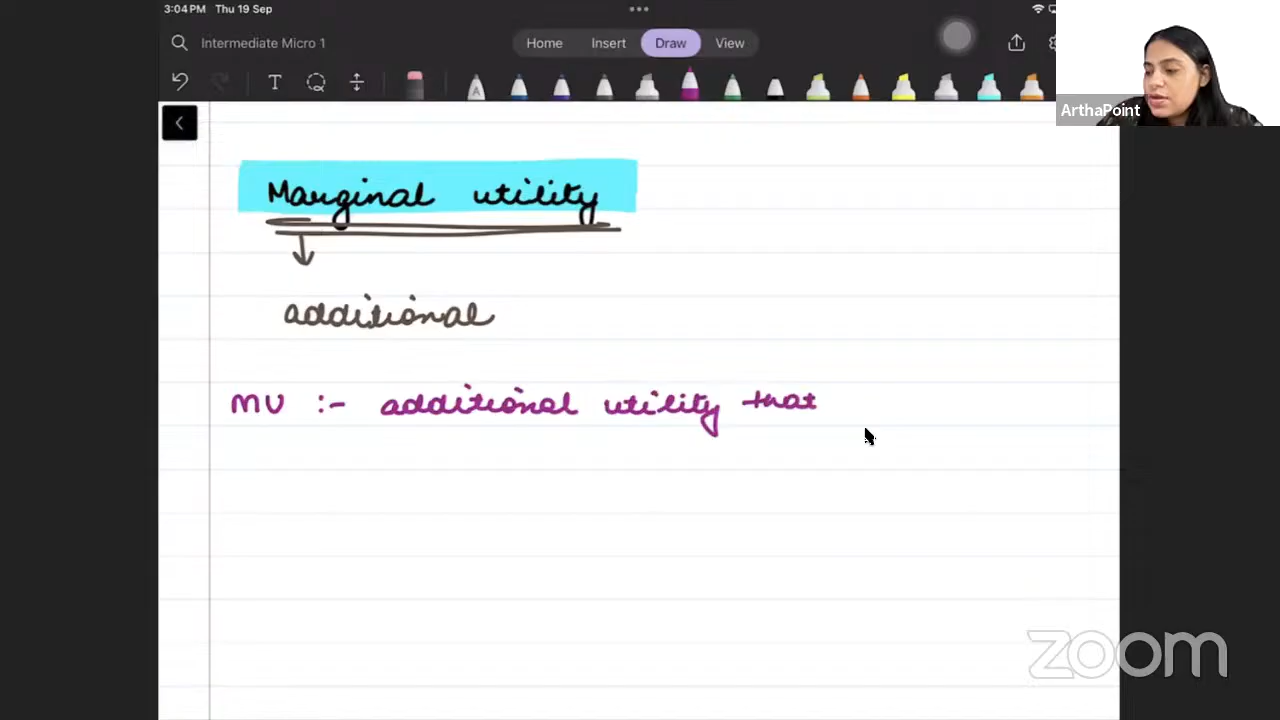 3:04 PM Thu 19 Sep
Intermediate Micro 1
Home Insert Draw View
T
A
ArthaPoint
Marginal utility
additional
MU :- additional utility that
zoom